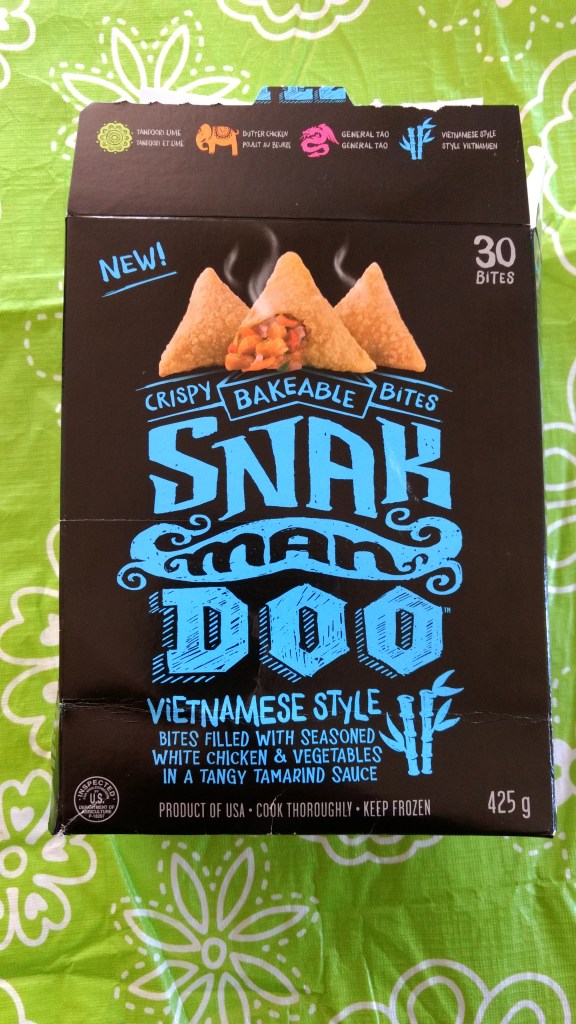 TANDOORI LIME
TANDOORI ET LIME
BUTTER CHICKEN
POULET AU BEURRE
GENERAL TAO
GENERAL TAO
VIETNAMESE STYLE
STYLE VIETNAMIEN
NEW!
30
BITES
CRISPY BAKEABLE BITES
SNAK
MAN
DOO™
VIETNAMESE STYLE
BITES FILLED WITH SEASONED
WHITE CHICKEN & VEGETABLES
IN A TANGY TAMARIND SAUCE
INSPECTED
U.S.
DEPARTMENT OF
AGRICULTURE
PRODUCT OF USA • COOK THOROUGHLY • KEEP FROZEN
425 g